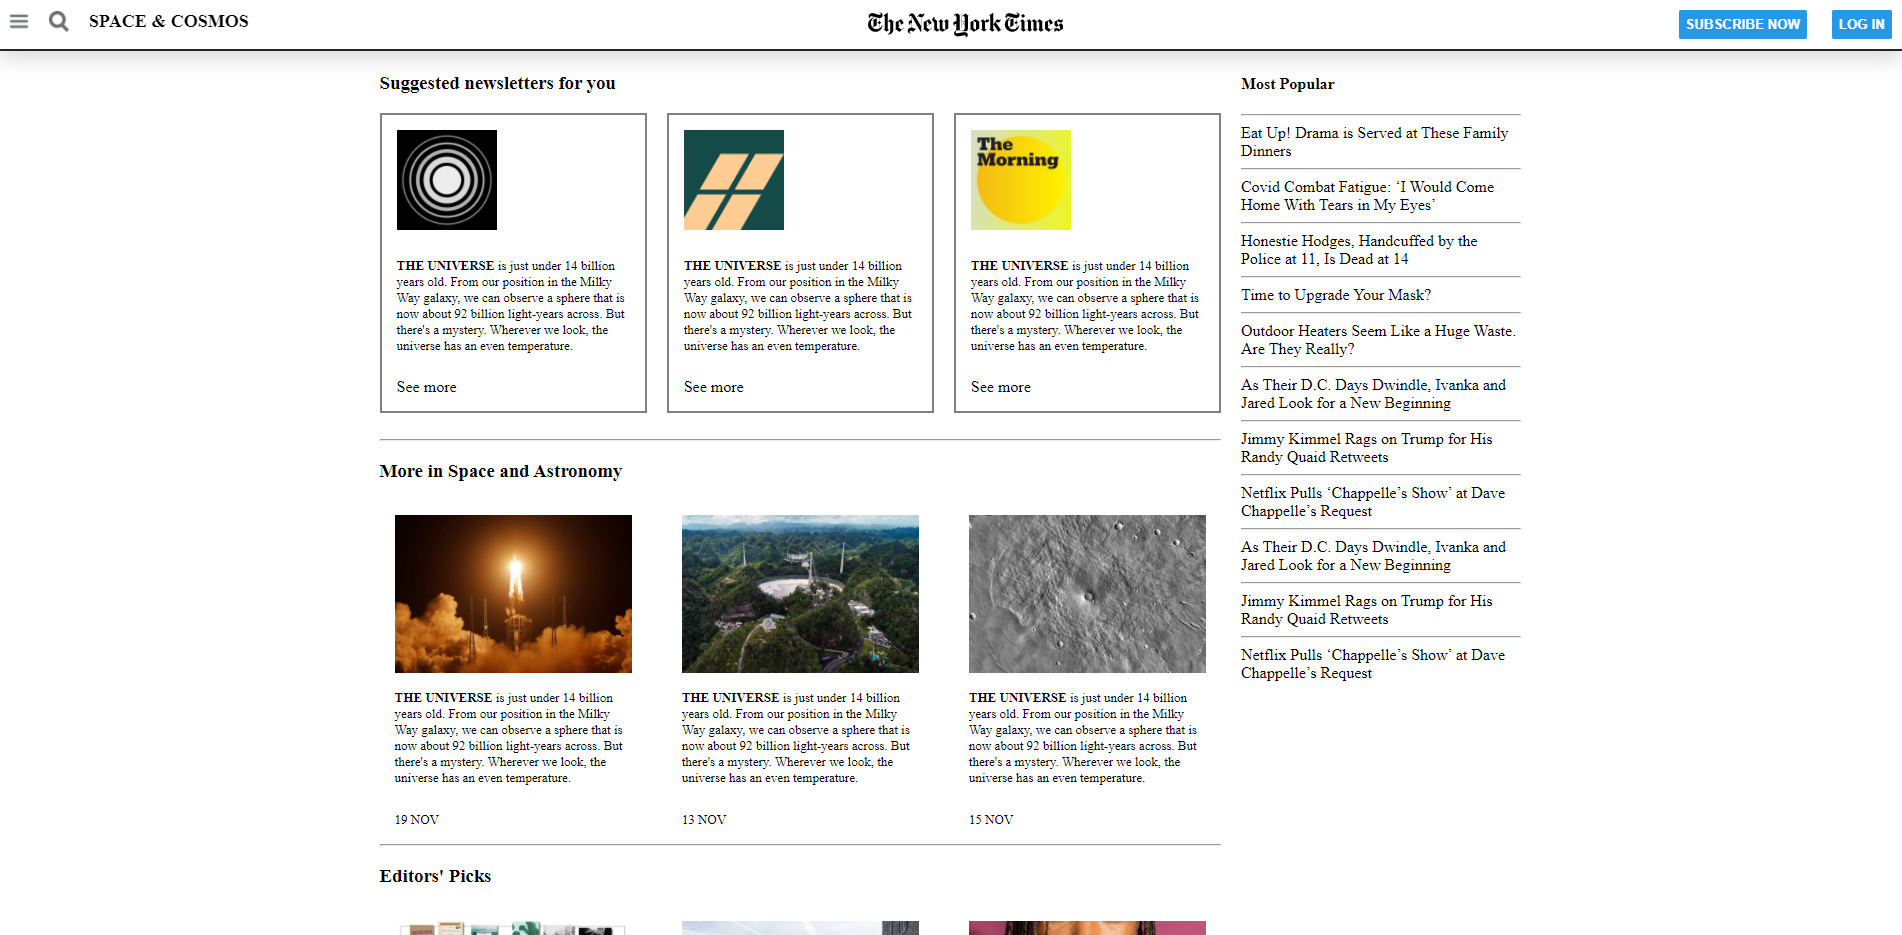 SPACE & COSMOS
The New York Times
SUBSCRIBE NOW
LOG IN
Suggested newsletters for you
THE UNIVERSE is just under 14 billion
years old. From our position in the Milky
Way galaxy, we can observe a sphere that is
now about 92 billion light-years across. But
there's a mystery. Wherever we look, the
universe has an even temperature.
See more
THE UNIVERSE is just under 14 billion
years old. From our position in the Milky
Way galaxy, we can observe a sphere that is
now about 92 billion light-years across. But
there's a mystery. Wherever we look, the
universe has an even temperature.
See more
The
Morning
THE UNIVERSE is just under 14 billion
years old. From our position in the Milky
Way galaxy, we can observe a sphere that is
now about 92 billion light-years across. But
there's a mystery. Wherever we look, the
universe has an even temperature.
See more
More in Space and Astronomy
THE UNIVERSE is just under 14 billion
years old. From our position in the Milky
Way galaxy, we can observe a sphere that is
now about 92 billion light-years across. But
there's a mystery. Wherever we look, the
universe has an even temperature.
19 NOV
THE UNIVERSE is just under 14 billion
years old. From our position in the Milky
Way galaxy, we can observe a sphere that is
now about 92 billion light-years across. But
there's a mystery. Wherever we look, the
universe has an even temperature.
13 NOV
THE UNIVERSE is just under 14 billion
years old. From our position in the Milky
Way galaxy, we can observe a sphere that is
now about 92 billion light-years across. But
there's a mystery. Wherever we look, the
universe has an even temperature.
15 NOV
Editors' Picks
Most Popular
Eat Up! Drama is Served at These Family
Dinners
Covid Combat Fatigue: ‘I Would Come
Home With Tears in My Eyes’
Honestie Hodges, Handcuffed by the
Police at 11, Is Dead at 14
Time to Upgrade Your Mask?
Outdoor Heaters Seem Like a Huge Waste.
Are They Really?
As Their D.C. Days Dwindle, Ivanka and
Jared Look for a New Beginning
Jimmy Kimmel Rags on Trump for His
Randy Quaid Retweets
Netflix Pulls ‘Chappelle’s Show’ at Dave
Chappelle’s Request
As Their D.C. Days Dwindle, Ivanka and
Jared Look for a New Beginning
Jimmy Kimmel Rags on Trump for His
Randy Quaid Retweets
Netflix Pulls ‘Chappelle’s Show’ at Dave
Chappelle’s Request